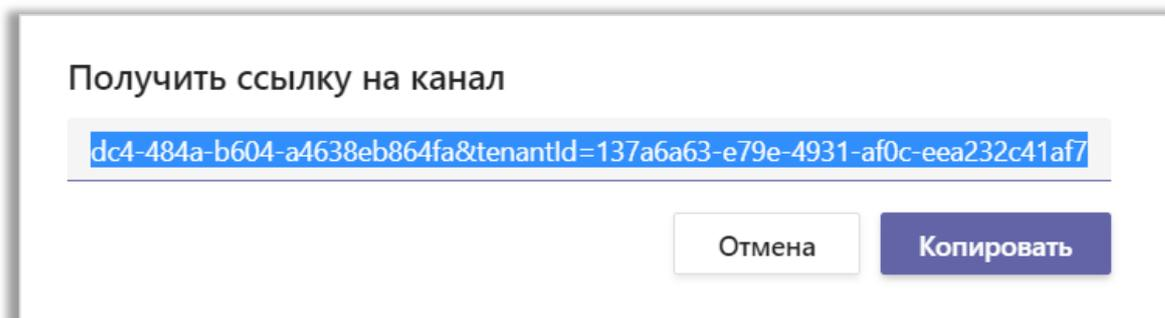 Получить ссылку на канал
dc4-484a-b604-a4638eb864fa&tenantId=137a6a63-e79e-4931-af0c-eea232c41af7
Отмена
Копировать